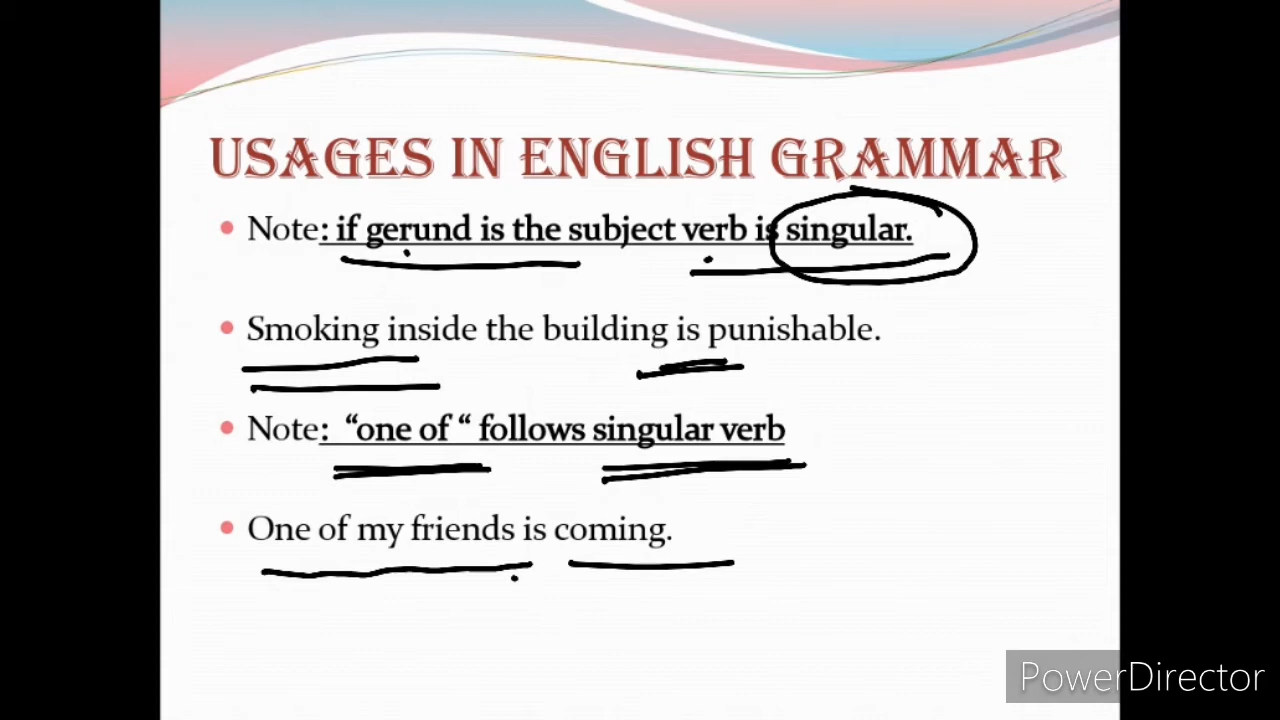 USAGES IN ENGLISH GRAMMAR
Note: if gerund is the subject verb is singular.
Smoking inside the building is punishable.
Note: “one of “ follows singular verb
One of my friends is coming.
PowerDirector